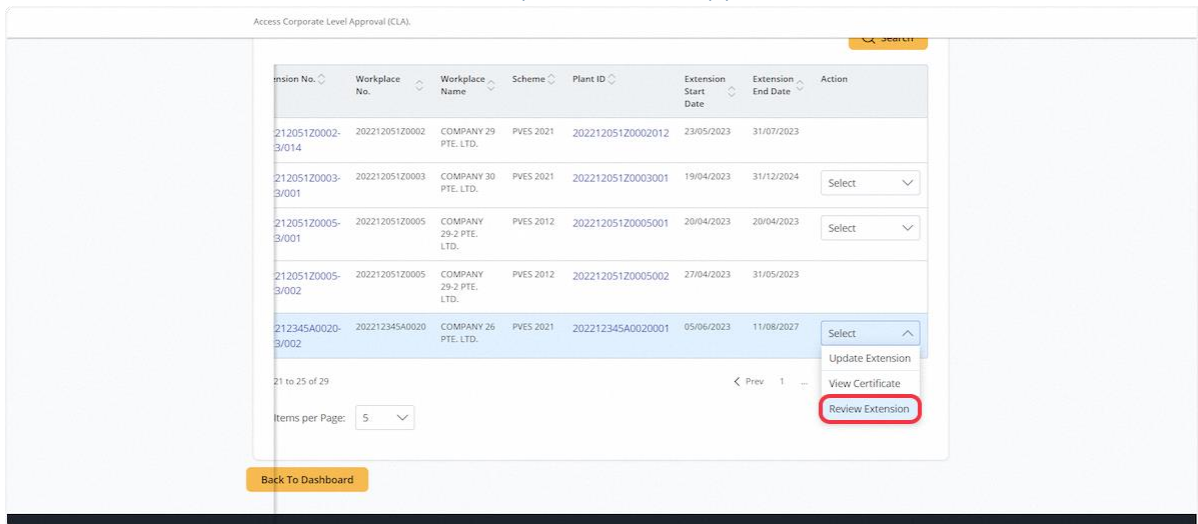 Access Corporate Level Approval (CLA).
Search
ension No. Workplace No. Workplace Name Scheme Plant ID Extension Start Date Extension End Date Action
212051Z0002-3/014 202212051Z0002 COMPANY 29 PTE. LTD. PVES 2021 202212051Z0002012 23/05/2023 31/07/2023
212051Z0003-3/001 202212051Z0003 COMPANY 30 PTE. LTD. PVES 2021 202212051Z0003001 19/04/2023 31/12/2024 Select
212051Z0005-3/001 202212051Z0005 COMPANY 29-2 PTE. LTD. PVES 2012 202212051Z0005001 20/04/2023 20/04/2023 Select
212051Z0005-3/002 202212051Z0005 COMPANY 29-2 PTE. LTD. PVES 2012 202212051Z0005002 27/04/2023 31/05/2023
212345A0020-3/002 202212345A0020 COMPANY 26 PTE. LTD. PVES 2021 202212345A0020001 05/06/2023 11/08/2027 Select
Update Extension
21 to 25 of 29 Prev 1 ... View Certificate
Review Extension
Items per Page: 5
Back To Dashboard